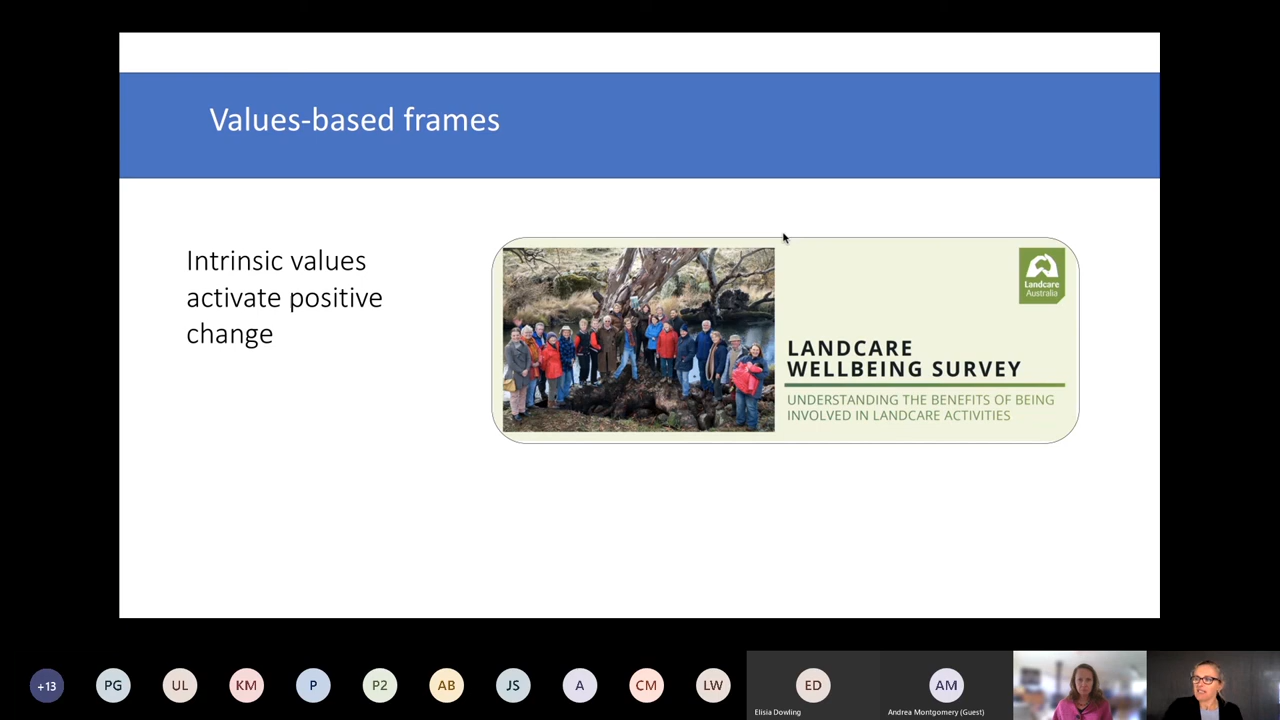 Values-based frames
Intrinsic values
activate positive
change
Landcare
Australia
LANDCARE
WELLBEING SURVEY
UNDERSTANDING THE BENEFITS OF BEING
INVOLVED IN LANDCARE ACTIVITIES
+13
PG
UL
KM
P
P2
AB
JS
A
CM
LW
ED
AM
Elisia Dowling
Andrea Montgomery (Guest)